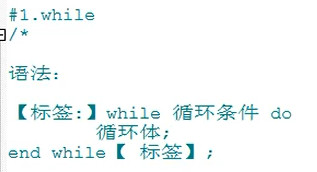 #1.while
/*
语法:
【标签:】while 循环条件 do
循环体;
end while【 标签】;